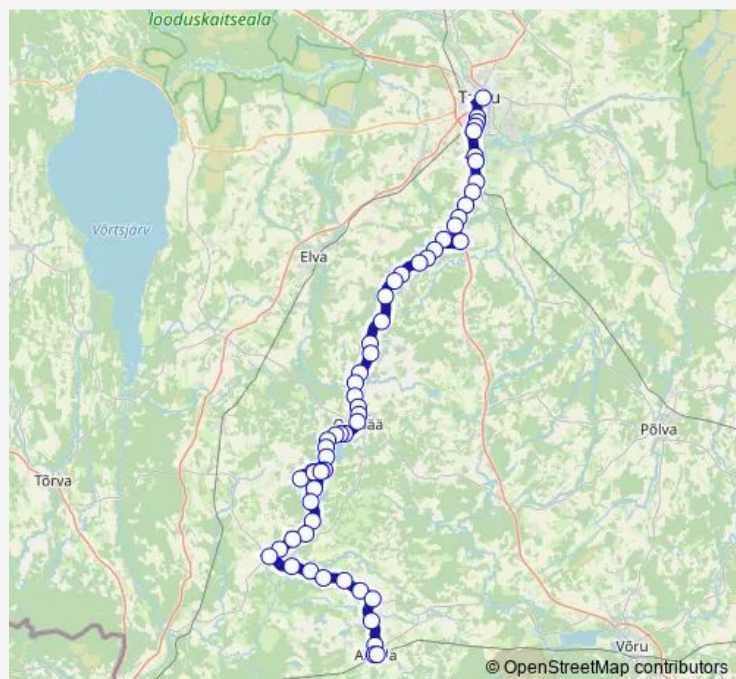 looduskaitseala
Võrtsjärv
Elva
Põlva
Tõrva
Võru
© OpenStreetMap contributors